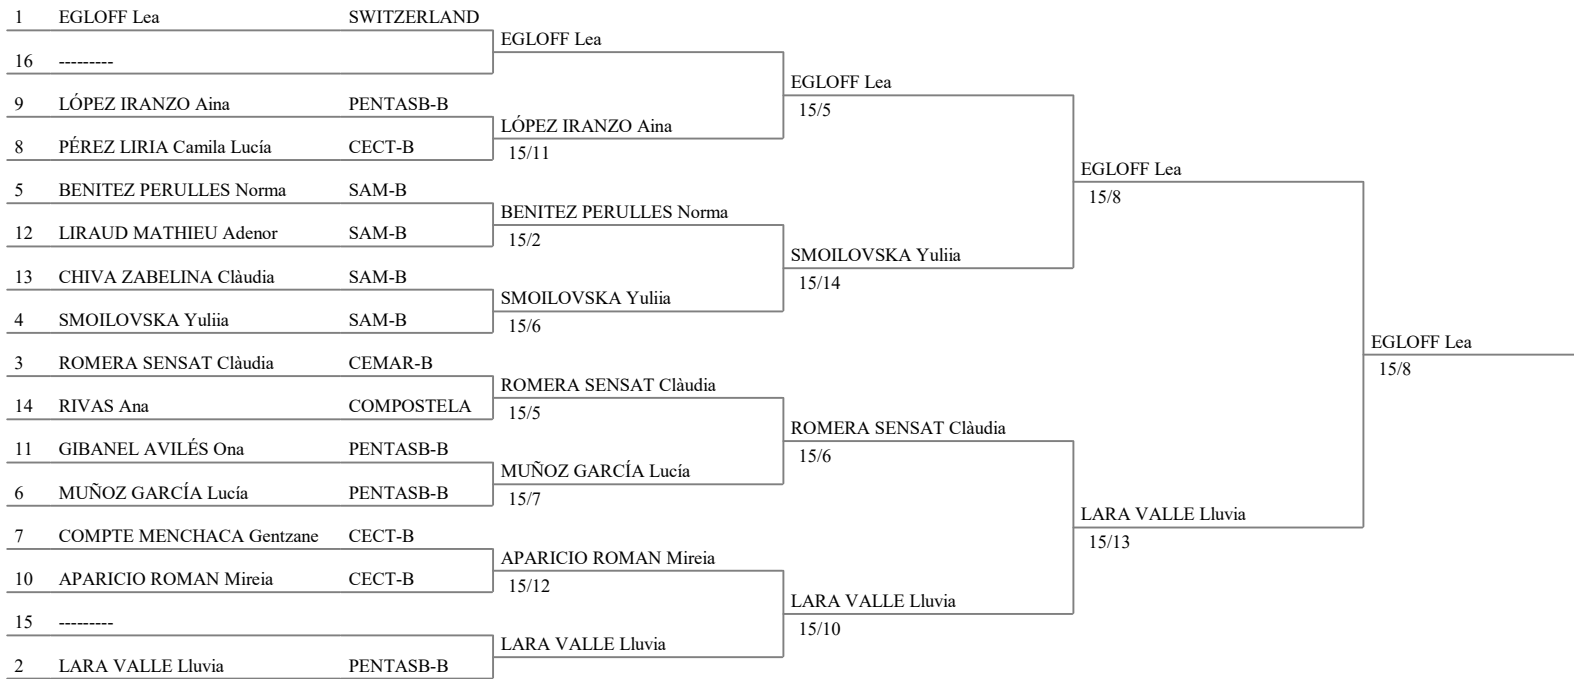 1 EGLOFF Lea SWITZERLAND
EGLOFF Lea
16 ---------
EGLOFF Lea
15/5
9 LÓPEZ IRANZO Aina PENTASB-B
LÓPEZ IRANZO Aina
15/11
8 PÉREZ LIRIA Camila Lucía CECT-B
EGLOFF Lea
15/8
5 BENITEZ PERULLES Norma SAM-B
BENITEZ PERULLES Norma
15/2
12 LIRAUD MATHIEU Adenor SAM-B
SMOILOVSKA Yuliia
15/14
13 CHIVA ZABELINA Clàudia SAM-B
SMOILOVSKA Yuliia
15/6
4 SMOILOVSKA Yuliia SAM-B
EGLOFF Lea
15/8
3 ROMERA SENSAT Clàudia CEMAR-B
ROMERA SENSAT Clàudia
15/5
14 RIVAS Ana COMPOSTELA
ROMERA SENSAT Clàudia
15/6
11 GIBANEL AVILÉS Ona PENTASB-B
MUÑOZ GARCÍA Lucía
15/7
6 MUÑOZ GARCÍA Lucía PENTASB-B
LARA VALLE Lluvia
15/13
7 COMPTE MENCHACA Gentzane CECT-B
APARICIO ROMAN Mireia
15/12
10 APARICIO ROMAN Mireia CECT-B
LARA VALLE Lluvia
15/10
15 ---------
LARA VALLE Lluvia
2 LARA VALLE Lluvia PENTASB-B